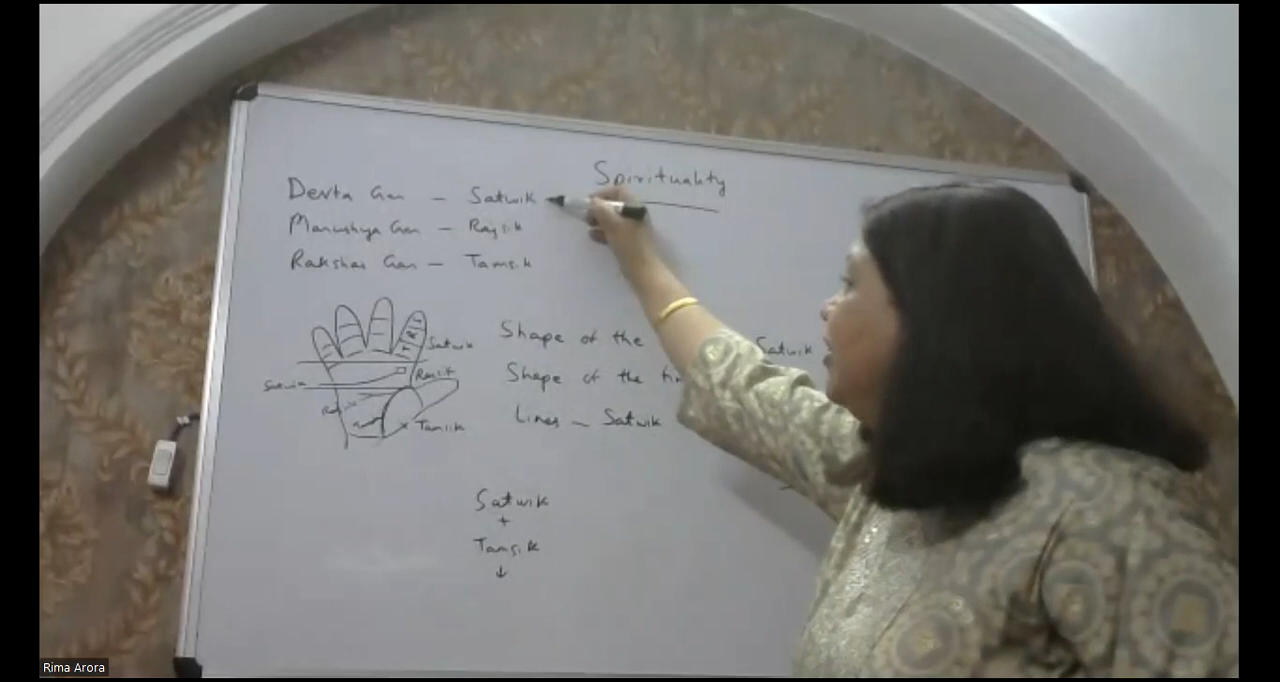 Spirituality
Devta Gan - Satwik
Manushya Gan - Rajsik
Rakshas Gan - Tamsik
T R L
Satwik
Satwik
Rajsik
Tamsik
Shape of the
Satwik
Shape of the
Lines - Satwik
Satwik
+
Tamsik
↓
Rima Arora